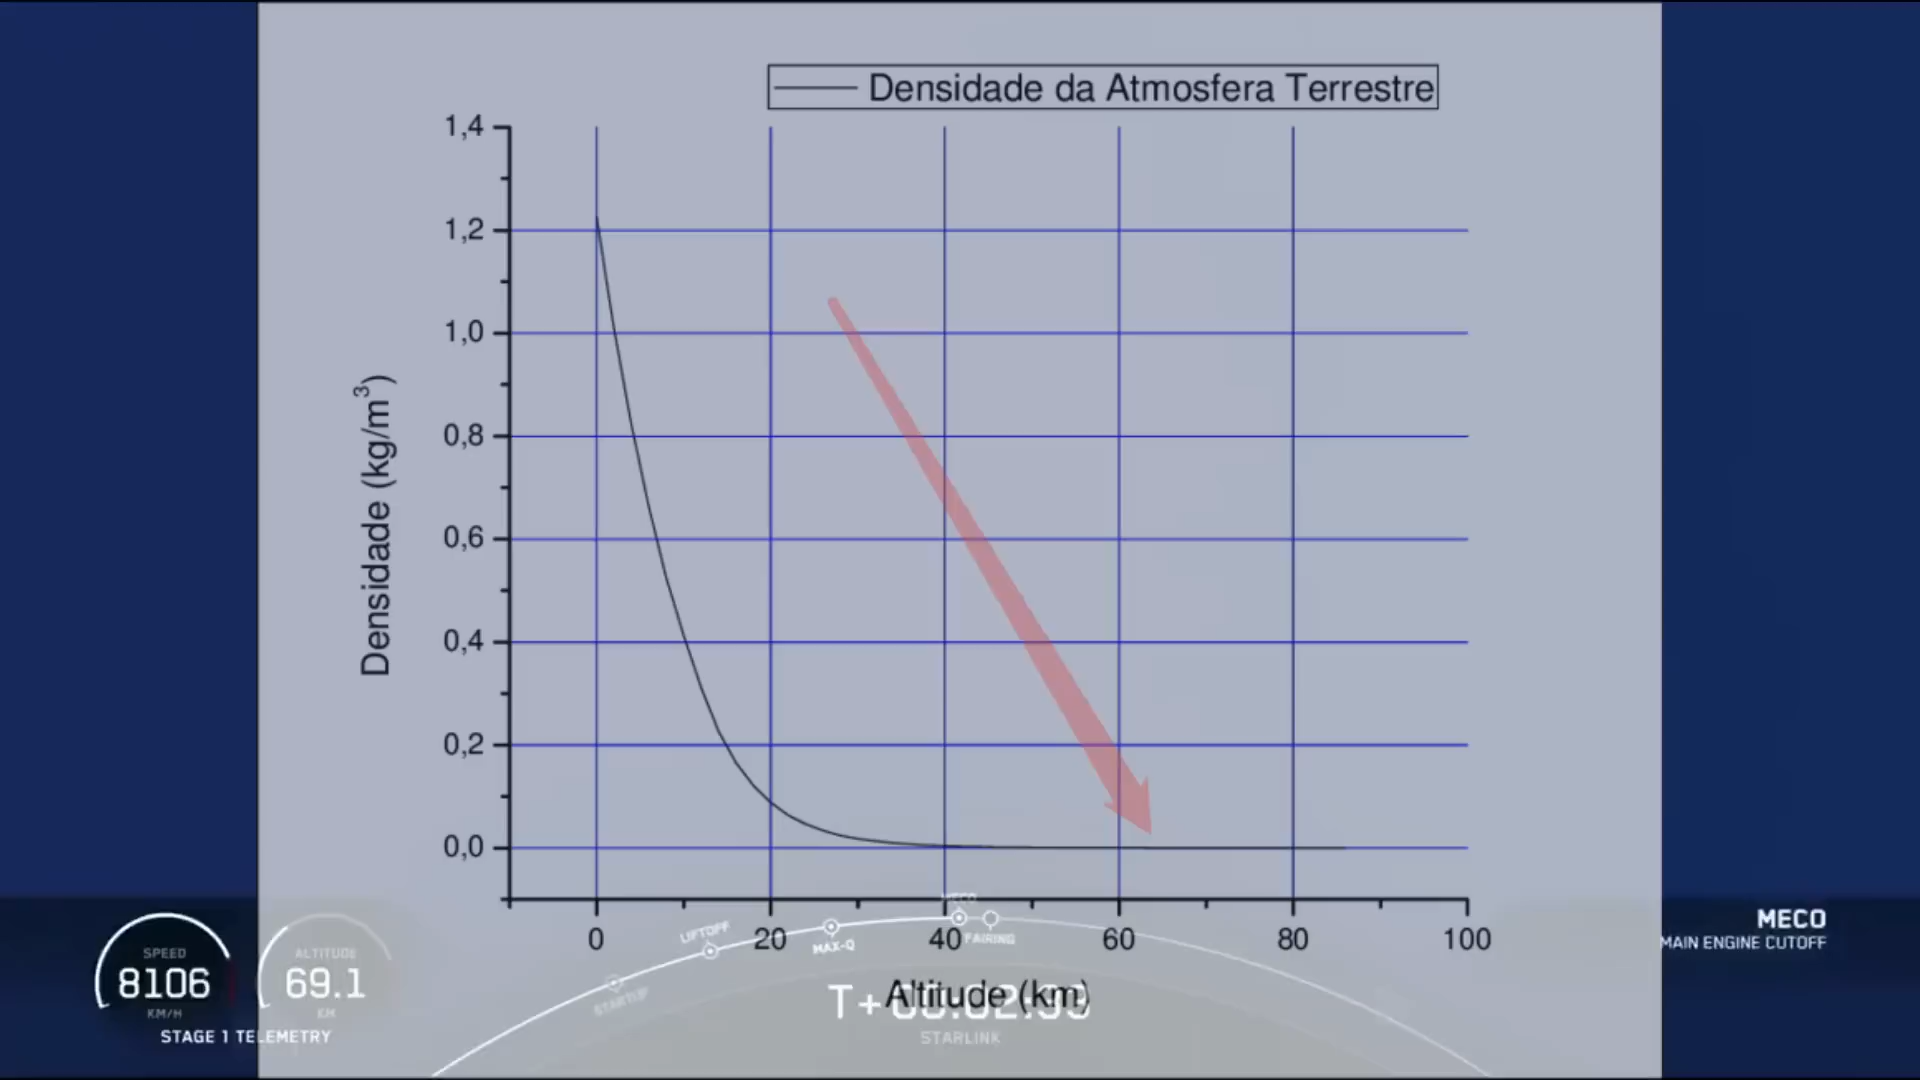 Densidade da Atmosfera Terrestre
1,4
1,2
1,0
0,8
0,6
0,4
0,2
0,0
Densidade (kg/m³)
0 20 40 60 80 100
Altitude (km)
SPEED
8106
KM/H
ALTITUDE
69.1
KM
STAGE 1 TELEMETRY
STARTUP
LIFTOFF
MAX-Q
MECO
FAIRING
STARLINK
MECO
MAIN ENGINE CUTOFF